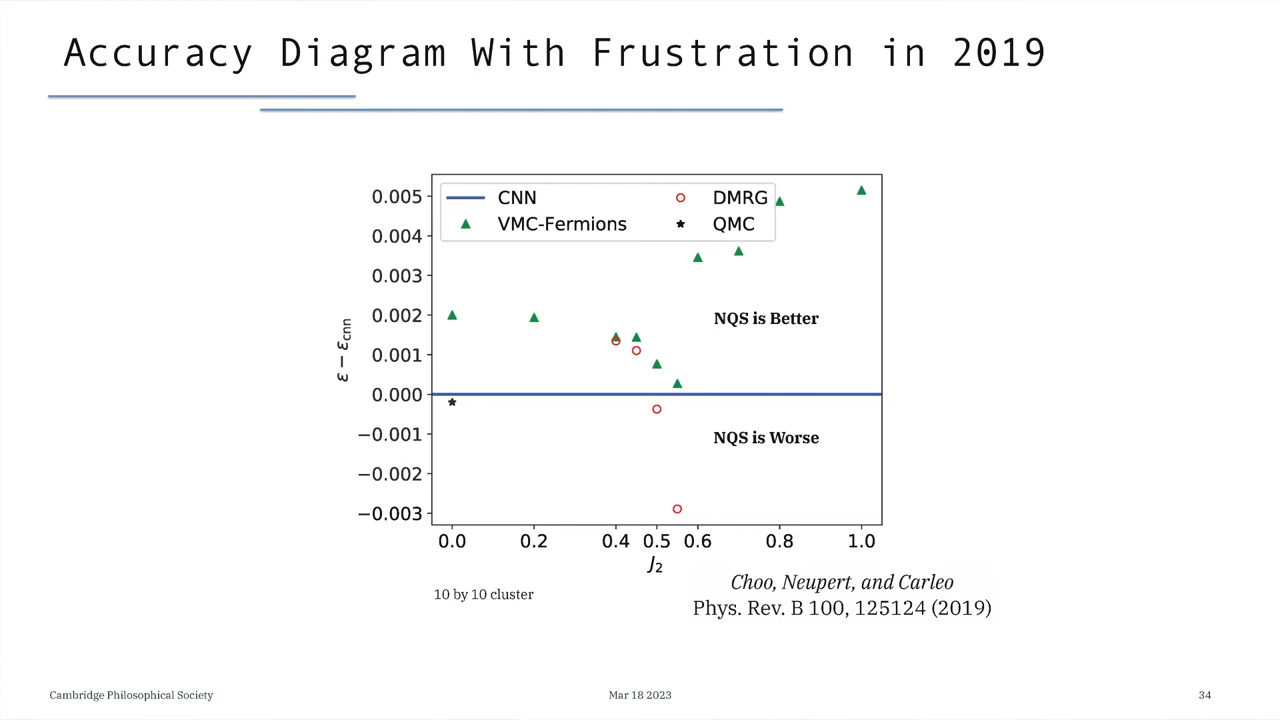 Accuracy Diagram With Frustration in 2019
CNN
VMC-Fermions
DMRG
QMC
0.005
0.004
0.003
0.002
0.001
0.000
−0.001
−0.002
−0.003
ε − ε_cnn
NQS is Better
NQS is Worse
0.0 0.2 0.4 0.5 0.6 0.8 1.0
J₂
10 by 10 cluster
Choo, Neupert, and Carleo
Phys. Rev. B 100, 125124 (2019)
Cambridge Philosophical Society
Mar 18 2023
34